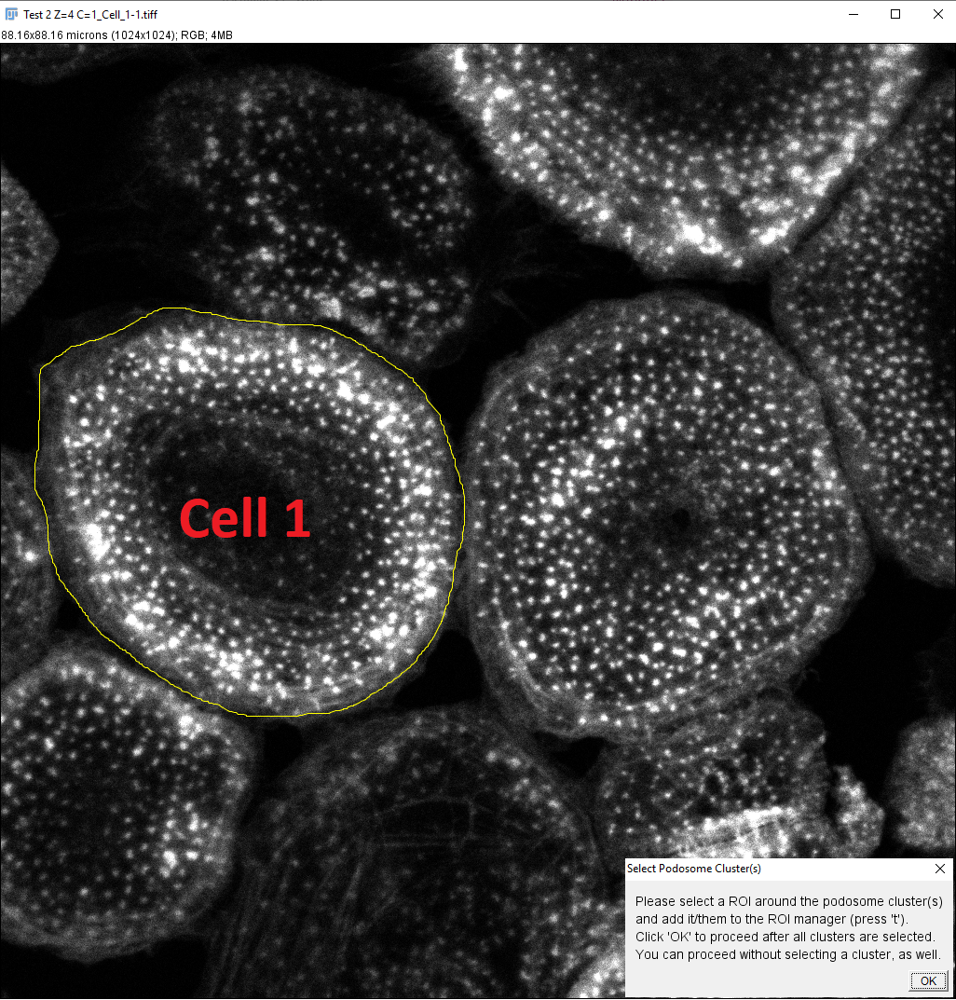 Test 2 Z=4 C=1_Cell_1-1.tiff
88.16x88.16 microns (1024x1024); RGB; 4MB
Cell 1
Select Podosome Cluster(s)
Please select a ROI around the podosome cluster(s)
and add it/them to the ROI manager (press 't').
Click 'OK' to proceed after all clusters are selected.
You can proceed without selecting a cluster, as well.
OK